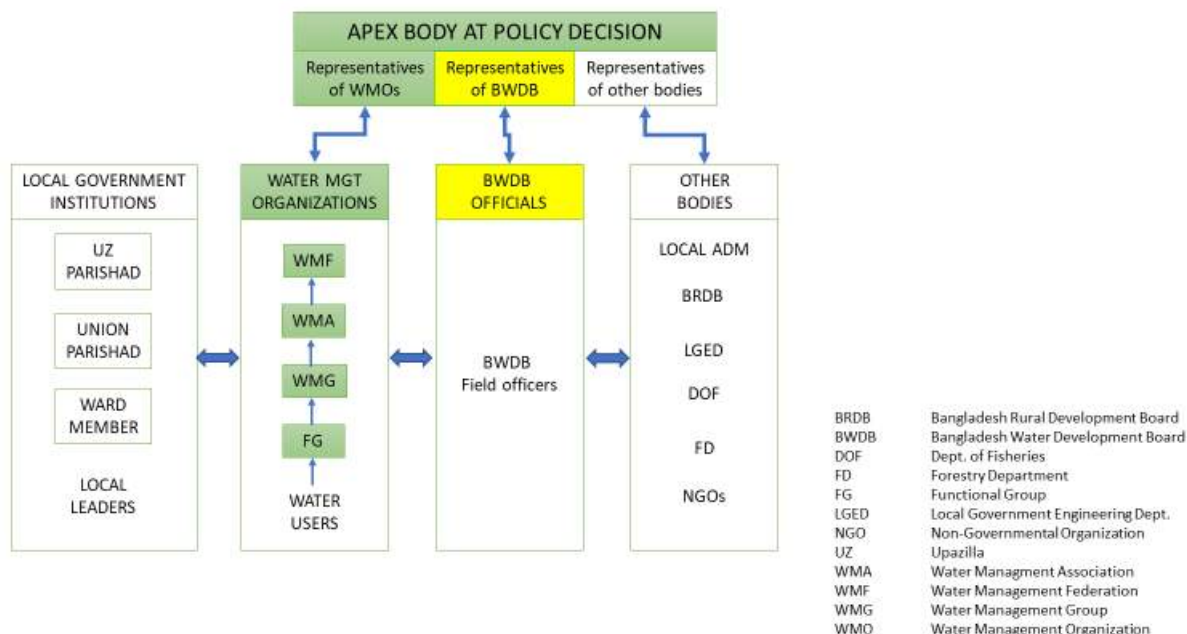 APEX BODY AT POLICY DECISION
Representatives
of WMOs
Representatives
of BWDB
Representatives
of other bodies
LOCAL GOVERNMENT
INSTITUTIONS
UZ
PARISHAD
UNION
PARISHAD
WARD
MEMBER
LOCAL
LEADERS
WATER MGT
ORGANIZATIONS
WMF
WMA
WMG
FG
WATER
USERS
BWDB
OFFICIALS
BWDB
Field officers
OTHER
BODIES
LOCAL ADM
BRDB
LGED
DOF
FD
NGOs
BRDB Bangladesh Rural Development Board
BWDB Bangladesh Water Development Board
DOF Dept. of Fisheries
FD Forestry Department
FG Functional Group
LGED Local Government Engineering Dept.
NGO Non-Governmental Organization
UZ Upazilla
WMA Water Managment Association
WMF Water Management Federation
WMG Water Management Group
WMO Water Management Organization